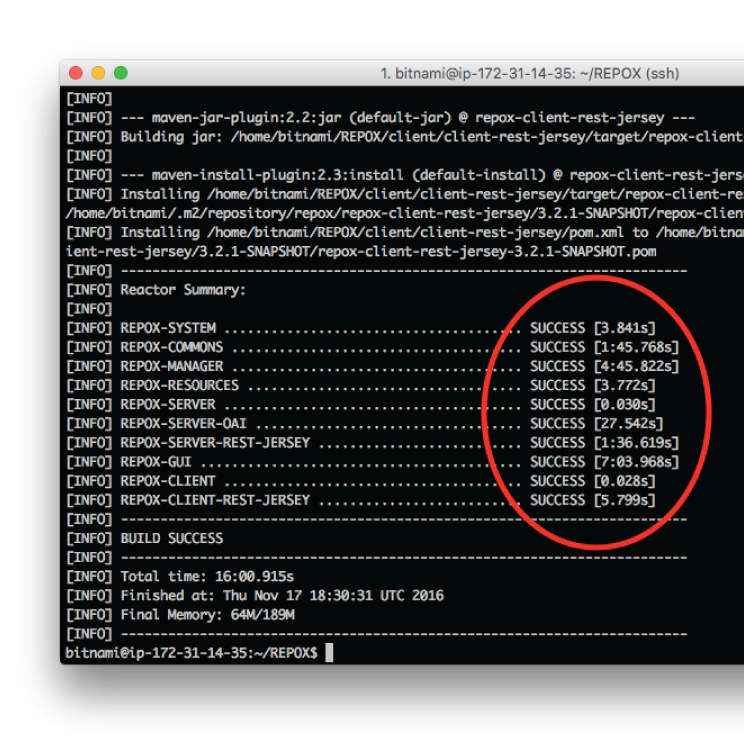 1. bitnami@ip-172-31-14-35: ~/REPOX (ssh)
[INFO]
[INFO] --- maven-jar-plugin:2.2:jar (default-jar) @ repox-client-rest-jersey ---
[INFO] Building jar: /home/bitnami/REPOX/client/client-rest-jersey/target/repox-client-
[INFO]
[INFO] --- maven-install-plugin:2.3:install (default-install) @ repox-client-rest-jerse
[INFO] Installing /home/bitnami/REPOX/client/client-rest-jersey/target/repox-client-res
/home/bitnami/.m2/repository/repox/repox-client-rest-jersey/3.2.1-SNAPSHOT/repox-client
[INFO] Installing /home/bitnami/REPOX/client/client-rest-jersey/pom.xml to /home/bitnam
ient-rest-jersey/3.2.1-SNAPSHOT/repox-client-rest-jersey-3.2.1-SNAPSHOT.pom
[INFO] ------------------------------------------------------------------------
[INFO] Reactor Summary:
[INFO]
[INFO] REPOX-SYSTEM ...................................... SUCCESS [3.841s]
[INFO] REPOX-COMMONS ..................................... SUCCESS [1:45.768s]
[INFO] REPOX-MANAGER ..................................... SUCCESS [4:45.822s]
[INFO] REPOX-RESOURCES ................................... SUCCESS [3.772s]
[INFO] REPOX-SERVER ...................................... SUCCESS [0.030s]
[INFO] REPOX-SERVER-OAI .................................. SUCCESS [27.542s]
[INFO] REPOX-SERVER-REST-JERSEY .......................... SUCCESS [1:36.619s]
[INFO] REPOX-GUI ......................................... SUCCESS [7:03.968s]
[INFO] REPOX-CLIENT ...................................... SUCCESS [0.028s]
[INFO] REPOX-CLIENT-REST-JERSEY .......................... SUCCESS [5.799s]
[INFO] ------------------------------------------------------------------------
[INFO] BUILD SUCCESS
[INFO] ------------------------------------------------------------------------
[INFO] Total time: 16:00.915s
[INFO] Finished at: Thu Nov 17 18:30:31 UTC 2016
[INFO] Final Memory: 64M/189M
[INFO] ------------------------------------------------------------------------
bitnami@ip-172-31-14-35:~/REPOX$